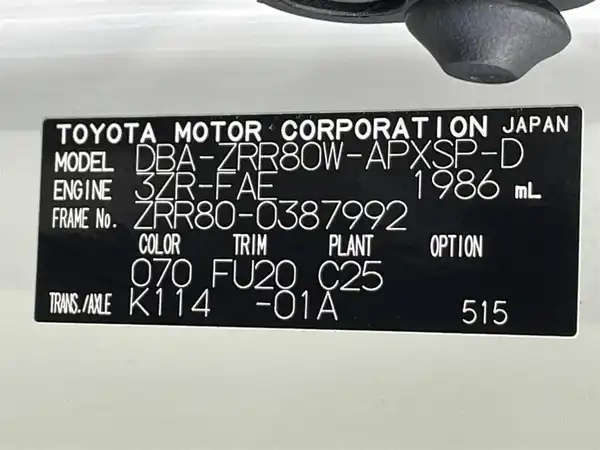 TOYOTA MOTOR CORPORATION JAPAN
MODEL DBA-ZRR80W-APXSP-D
ENGINE 3ZR-FAE 1986 mL
FRAME No. ZRR80-0387992
COLOR TRIM PLANT OPTION
070 FU20 C25
TRANS./AXLE K114 -01A 515